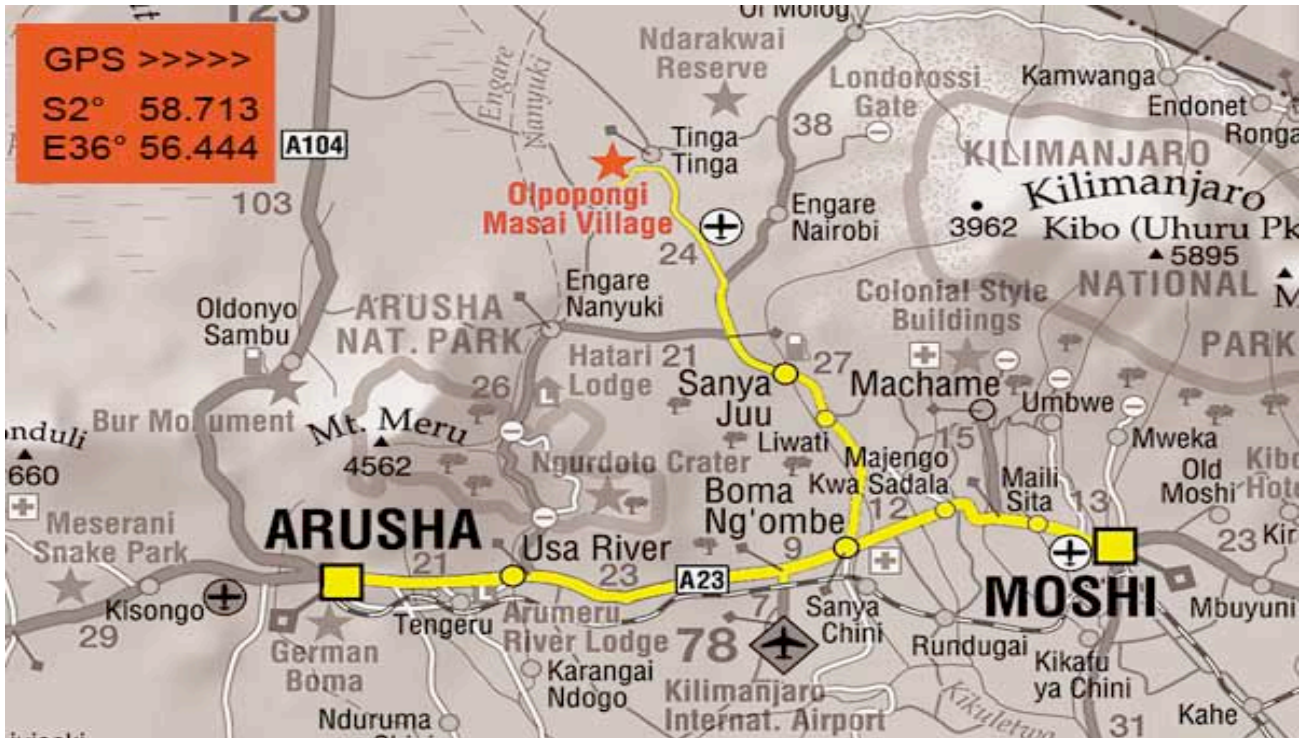 123
GPS >>>>>
S2° 58.713
E36° 56.444
A104
103
Engare
Nanyuki
Ol Molog
Ndarakwai
Reserve
Londorossi
Gate
Kamwanga
Endonet
38
Tinga
Tinga
KILIMANJARO
Kilimanjaro
3962
Kibo (Uhuru Pk
5895
NATIONAL
PARK
Olpopongi
Masai Village
24
Engare
Nairobi
Oldonyo
Sambu
ARUSHA
NAT. PARK
Engare
Nanyuki
Colonial Style
Buildings
Hatari
Lodge
21
27
26
Sanya
Juu
Machame
Umbwe
Bur Monument
Mt. Meru
4562
Liwati
15
Mweka
Ngurdoto Crater
Majengo
Kwa Sadala
Maili
Sita
Old
Moshi
Boma
Ng'ombe
12
13
Meserani
Snake Park
ARUSHA
21
Usa River
23
A23
9
23
MOSHI
Kisongo
29
Tengeru
L
Arumeru
River Lodge
7
78
Sanya
Chini
Rundugai
Mbuyuni
German
Boma
Karangai
Ndogo
Kilimanjaro
Internat. Airport
Kikafu
ya Chini
Kikuletwa
31
Kahe
Nduruma